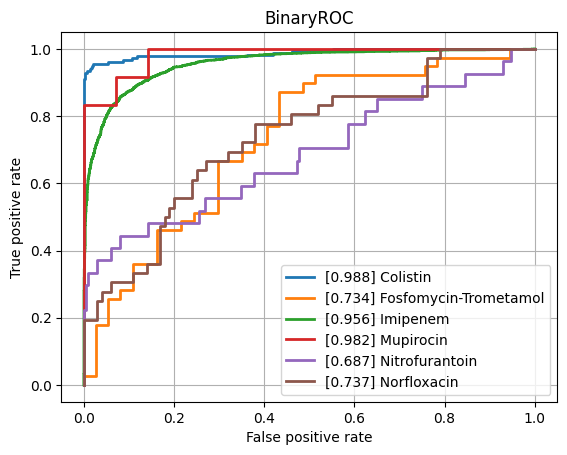 BinaryROC
True positive rate
1.0
0.8
0.6
0.4
0.2
0.0
[0.988] Colistin
[0.734] Fosfomycin-Trometamol
[0.956] Imipenem
[0.982] Mupirocin
[0.687] Nitrofurantoin
[0.737] Norfloxacin
0.0 0.2 0.4 0.6 0.8 1.0
False positive rate